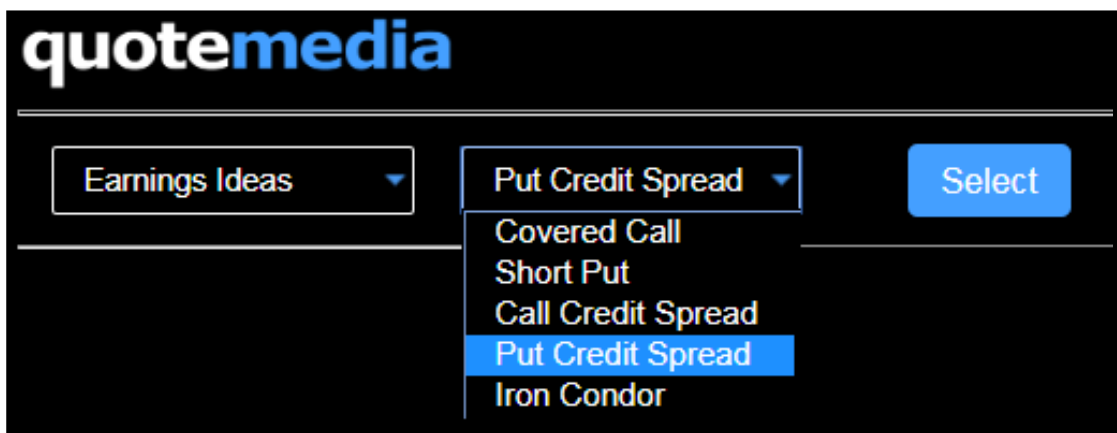 quotemedia
Earnings Ideas
Put Credit Spread
Select
Covered Call
Short Put
Call Credit Spread
Put Credit Spread
Iron Condor